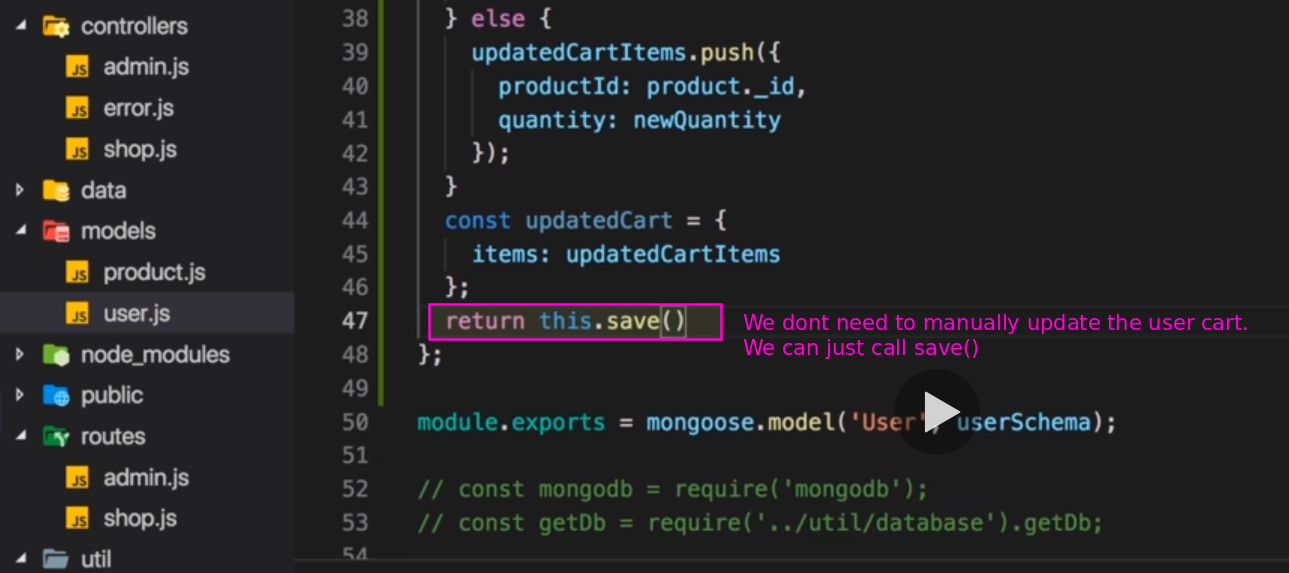 controllers
admin.js
error.js
shop.js
data
models
product.js
user.js
node_modules
public
routes
admin.js
shop.js
util
38 } else {
39 updatedCartItems.push({
40 productId: product._id,
41 quantity: newQuantity
42 });
43 }
44 const updatedCart = {
45 items: updatedCartItems
46 };
47 return this.save()
We dont need to manually update the user cart.
We can just call save()
48 };
49
50 module.exports = mongoose.model('User', userSchema);
51
52 // const mongodb = require('mongodb');
53 // const getDb = require('../util/database').getDb;
54